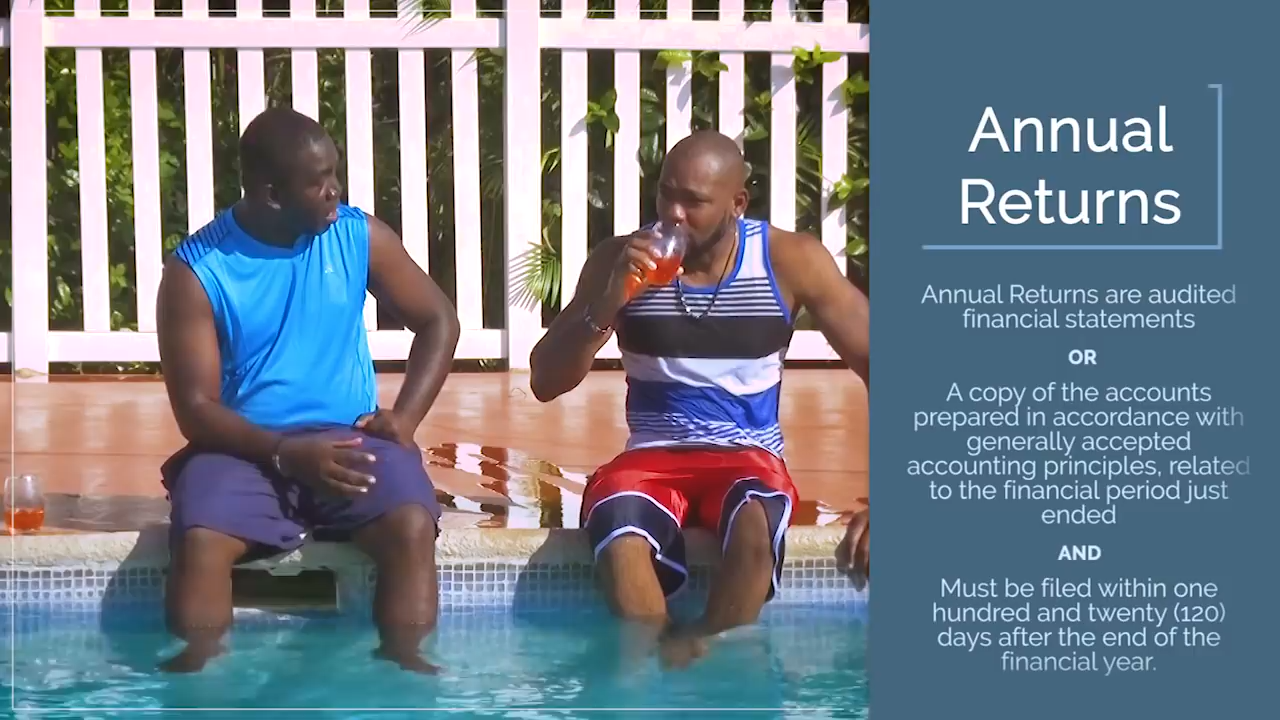 Annual
Returns
Annual Returns are audited
financial statements
OR
A copy of the accounts
prepared in accordance with
generally accepted
accounting principles, related
to the financial period just
ended
AND
Must be filed within one
hundred and twenty (120)
days after the end of the
financial year.